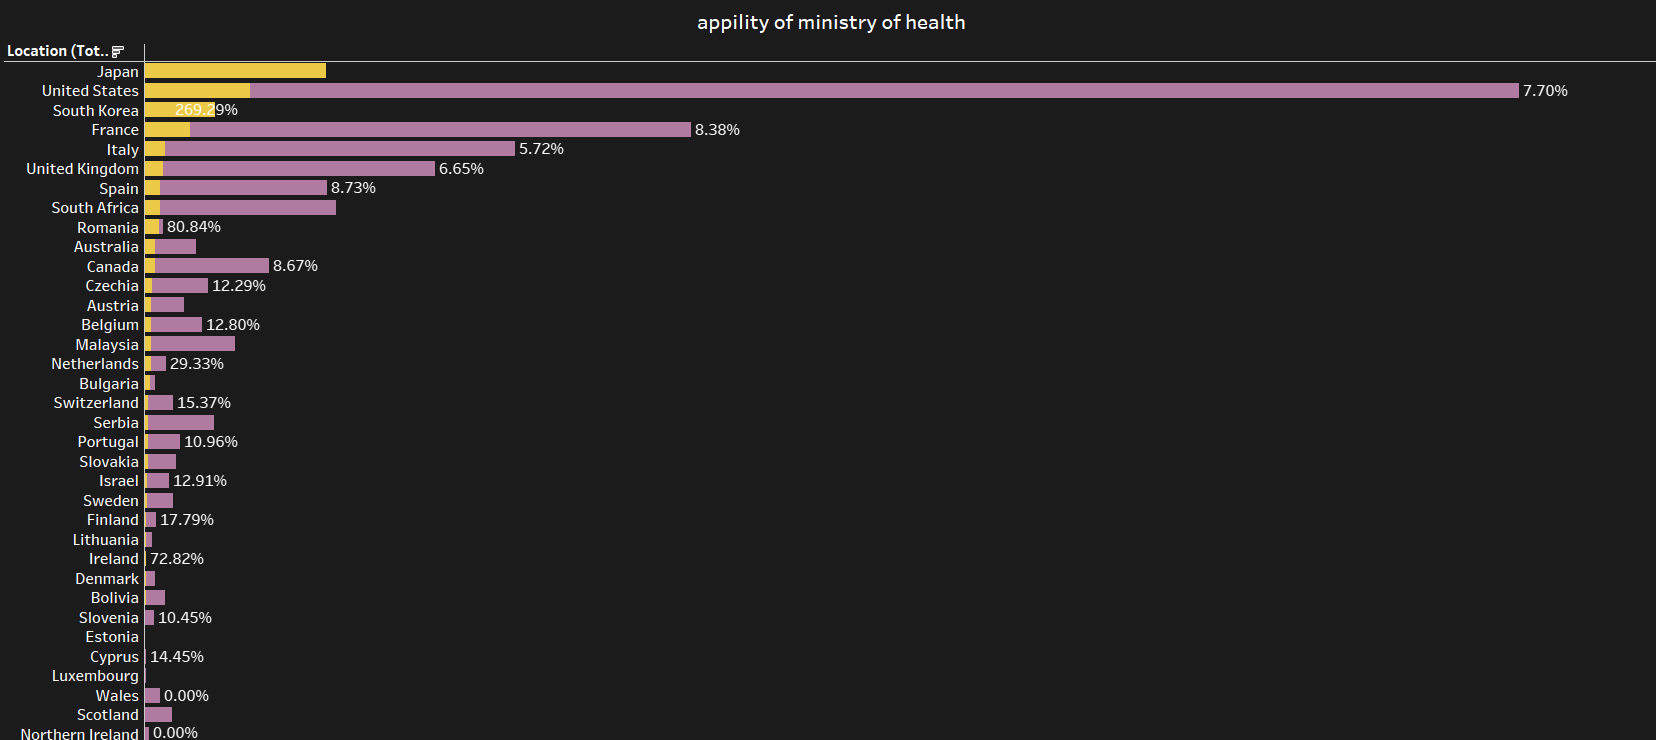 appility of ministry of health
Location (Tot..
Japan
United States 7.70%
South Korea 269.29%
France 8.38%
Italy 5.72%
United Kingdom 6.65%
Spain 8.73%
South Africa
Romania 80.84%
Australia
Canada 8.67%
Czechia 12.29%
Austria
Belgium 12.80%
Malaysia
Netherlands 29.33%
Bulgaria
Switzerland 15.37%
Serbia
Portugal 10.96%
Slovakia
Israel 12.91%
Sweden
Finland 17.79%
Lithuania
Ireland 72.82%
Denmark
Bolivia
Slovenia 10.45%
Estonia
Cyprus 14.45%
Luxembourg
Wales 0.00%
Scotland
Northern Ireland 0.00%